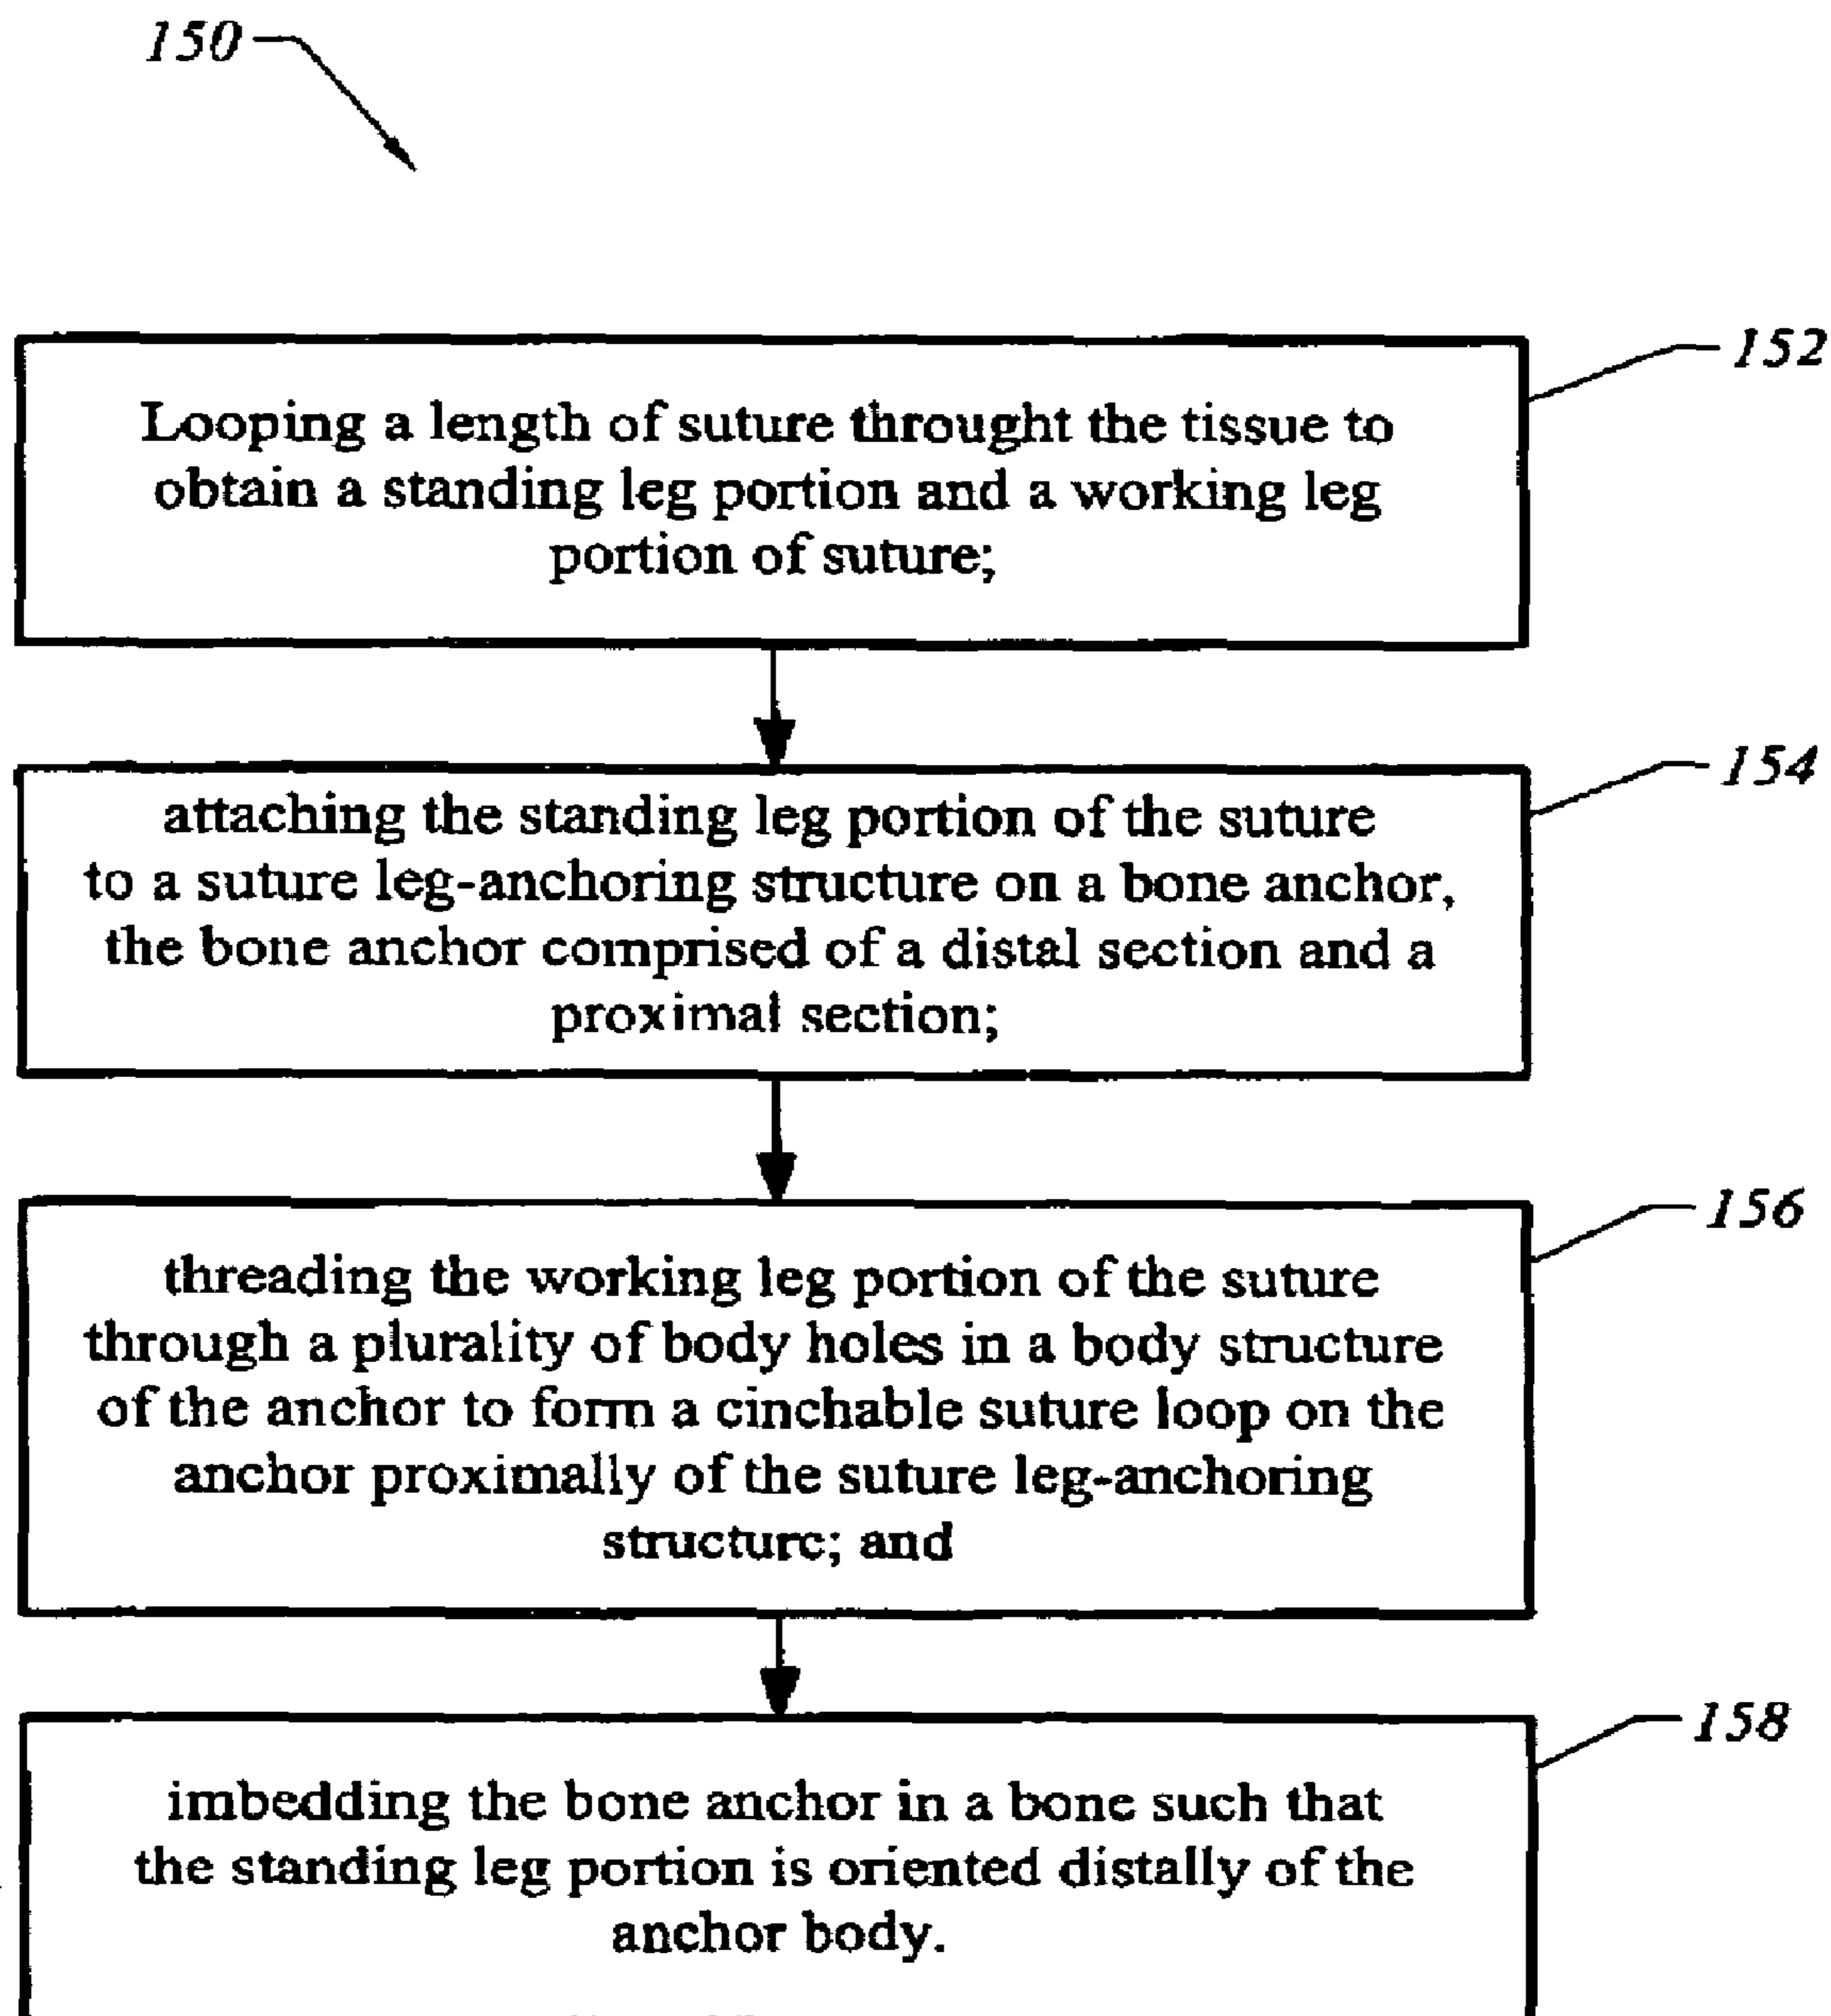 150
152
Looping a length of suture throught the tissue to
obtain a standing leg portion and a working leg
portion of suture;
154
attaching the standing leg portion of the suture
to a suture leg-anchoring structure on a bone anchor,
the bone anchor comprised of a distal section and a
proximal section;
156
threading the working leg portion of the suture
through a plurality of body holes in a body structure
of the anchor to form a cinchable suture loop on the
anchor proximally of the suture leg-anchoring
structure; and
158
imbedding the bone anchor in a bone such that
the standing leg portion is oriented distally of the
anchor body.